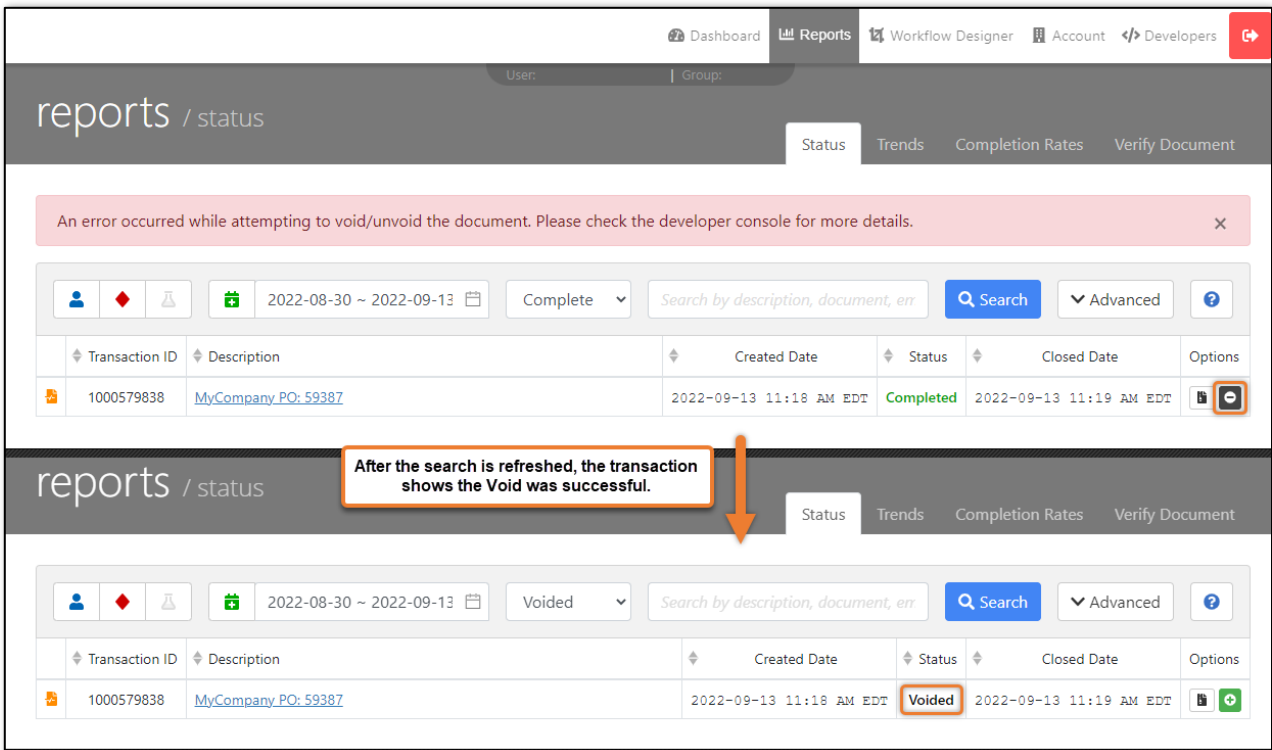 Dashboard Reports Workflow Designer Account Developers
User: | Group:
reports / status
Status Trends Completion Rates Verify Document
An error occurred while attempting to void/unvoid the document. Please check the developer console for more details. ×
2022-08-30 ~ 2022-09-13 Complete Search by description, document, em Search Advanced
Transaction ID Description Created Date Status Closed Date Options
1000579838 MyCompany PO: 59387 2022-09-13 11:18 AM EDT Completed 2022-09-13 11:19 AM EDT
After the search is refreshed, the transaction
shows the Void was successful.
reports / status
Status Trends Completion Rates Verify Document
2022-08-30 ~ 2022-09-13 Voided Search by description, document, em Search Advanced
Transaction ID Description Created Date Status Closed Date Options
1000579838 MyCompany PO: 59387 2022-09-13 11:18 AM EDT Voided 2022-09-13 11:19 AM EDT